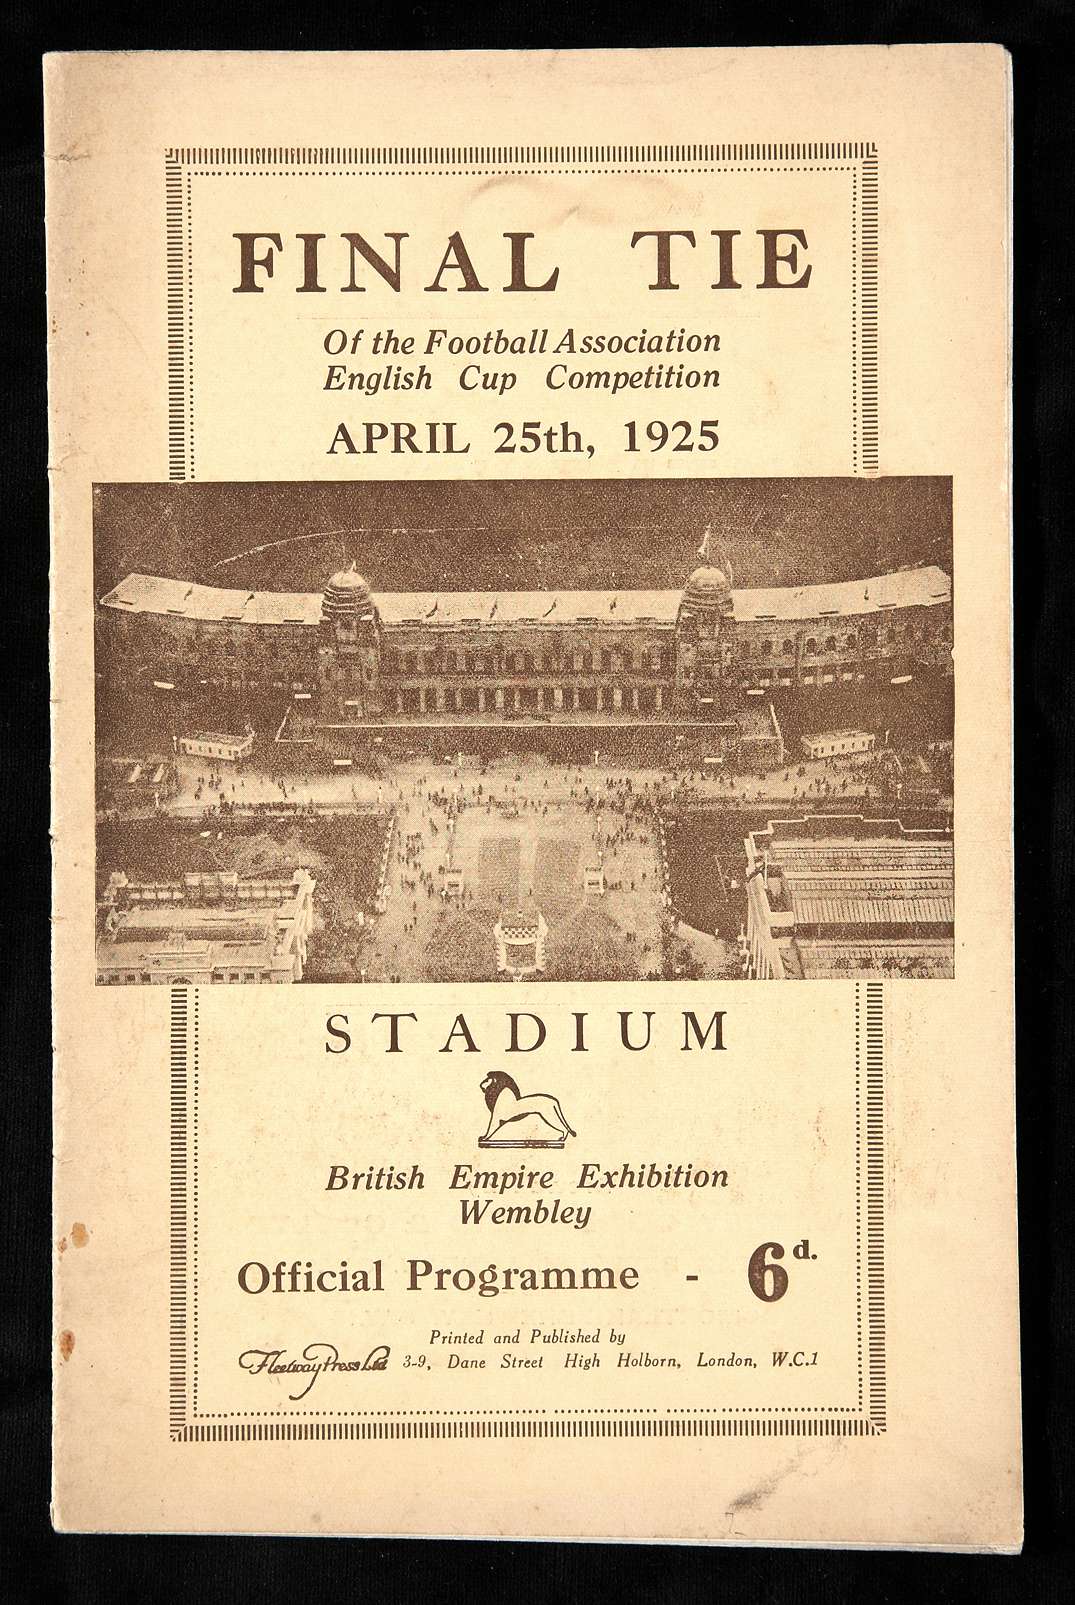 FINAL TIE
Of the Football Association
English Cup Competition
APRIL 25th, 1925
STADIUM
British Empire Exhibition
Wembley
Official Programme - 6d.
Printed and Published by
Fleetway Press Ltd 3-9, Dane Street High Holborn, London, W.C.1